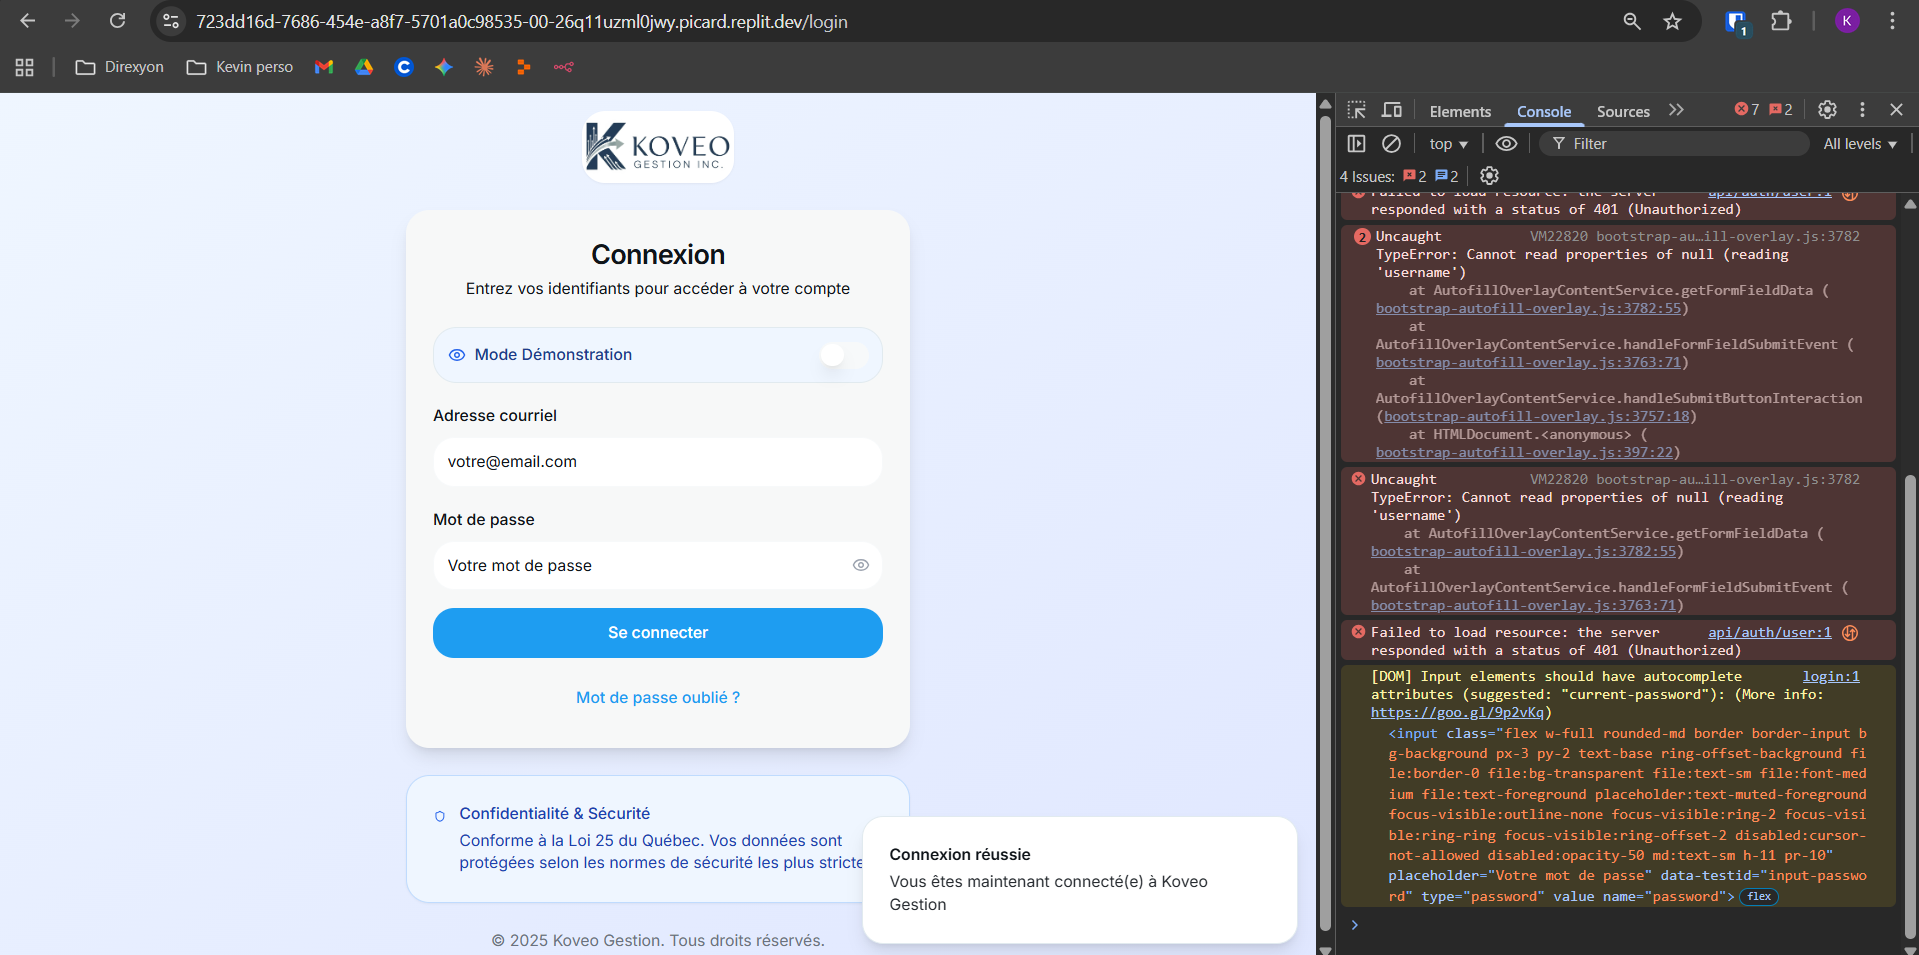 723dd16d-7686-454e-a8f7-5701a0c98535-00-26q11uzml0jwy.picard.replit.dev/login
1
K
Direxyon
Kevin perso
KOVEO
GESTION INC.
Connexion
Entrez vos identifiants pour accéder à votre compte
Mode Démonstration
Adresse courriel
votre@email.com
Mot de passe
Votre mot de passe
Se connecter
Mot de passe oublié ?
Confidentialité & Sécurité
Conforme à la Loi 25 du Québec. Vos données sont
protégées selon les normes de sécurité les plus stricte
Connexion réussie
Vous êtes maintenant connecté(e) à Koveo
Gestion
© 2025 Koveo Gestion. Tous droits réservés.
Elements Console Sources 7 2
top Filter All levels
4 Issues: 2 2
Failed to load resource: the server api/auth/user:1
responded with a status of 401 (Unauthorized)
2 Uncaught VM22820 bootstrap-au…ill-overlay.js:3782
TypeError: Cannot read properties of null (reading
'username')
at AutofillOverlayContentService.getFormFieldData (
bootstrap-autofill-overlay.js:3782:55)
at
AutofillOverlayContentService.handleFormFieldSubmitEvent (
bootstrap-autofill-overlay.js:3763:71)
at
AutofillOverlayContentService.handleSubmitButtonInteraction
(bootstrap-autofill-overlay.js:3757:18)
at HTMLDocument.<anonymous> (
bootstrap-autofill-overlay.js:397:22)
Uncaught VM22820 bootstrap-au…ill-overlay.js:3782
TypeError: Cannot read properties of null (reading
'username')
at AutofillOverlayContentService.getFormFieldData (
bootstrap-autofill-overlay.js:3782:55)
at
AutofillOverlayContentService.handleFormFieldSubmitEvent (
bootstrap-autofill-overlay.js:3763:71)
Failed to load resource: the server api/auth/user:1
responded with a status of 401 (Unauthorized)
[DOM] Input elements should have autocomplete login:1
attributes (suggested: "current-password"): (More info:
https://goo.gl/9p2vKq)
<input class="flex w-full rounded-md border border-input b
g-background px-3 py-2 text-base ring-offset-background fi
le:border-0 file:bg-transparent file:text-sm file:font-med
ium file:text-foreground placeholder:text-muted-foreground
focus-visible:outline-none focus-visible:ring-2 focus-visi
ble:ring-ring focus-visible:ring-offset-2 disabled:cursor-
not-allowed disabled:opacity-50 md:text-sm h-11 pr-10"
placeholder="Votre mot de passe" data-testid="input-passwo
rd" type="password" value name="password"> flex